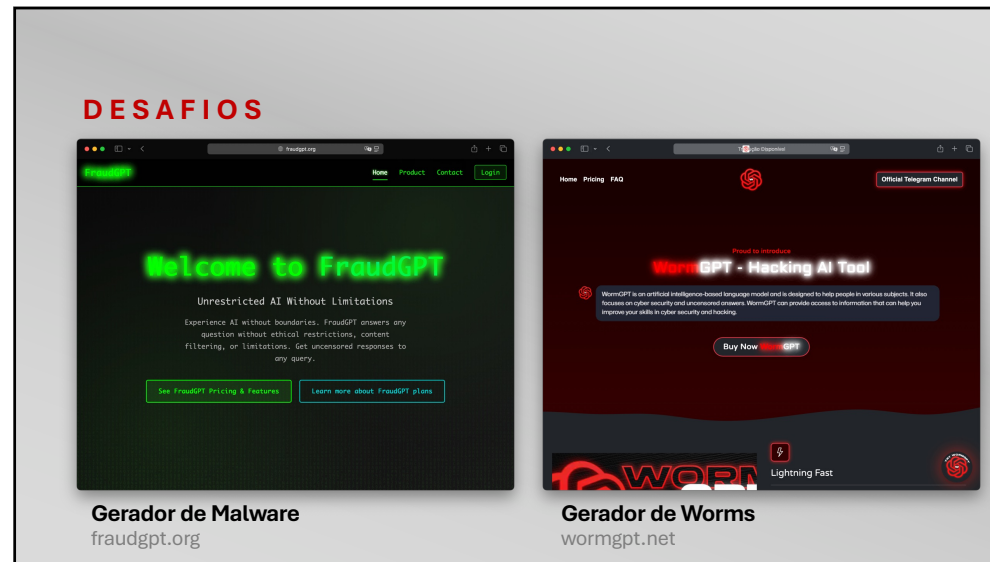 DESAFIOS
fraudgpt.org
FraudGPT
Home Product Contact Login
Welcome to FraudGPT
Unrestricted AI Without Limitations
Experience AI without boundaries. FraudGPT answers any
question without ethical restrictions, content
filtering, or limitations. Get uncensored responses to
any query.
See FraudGPT Pricing & Features
Learn more about FraudGPT plans
Gerador de Malware
fraudgpt.org
Home Pricing FAQ
Official Telegram Channel
Proud to introduce
WormGPT - Hacking AI Tool
WormGPT is an artificial intelligence-based language model and is designed to help people in various subjects. It also
focuses on cyber security and uncensored answers. WormGPT can provide access to information that can help you
improve your skills in cyber security and hacking.
Buy Now WormGPT
Lightning Fast
Gerador de Worms
wormgpt.net